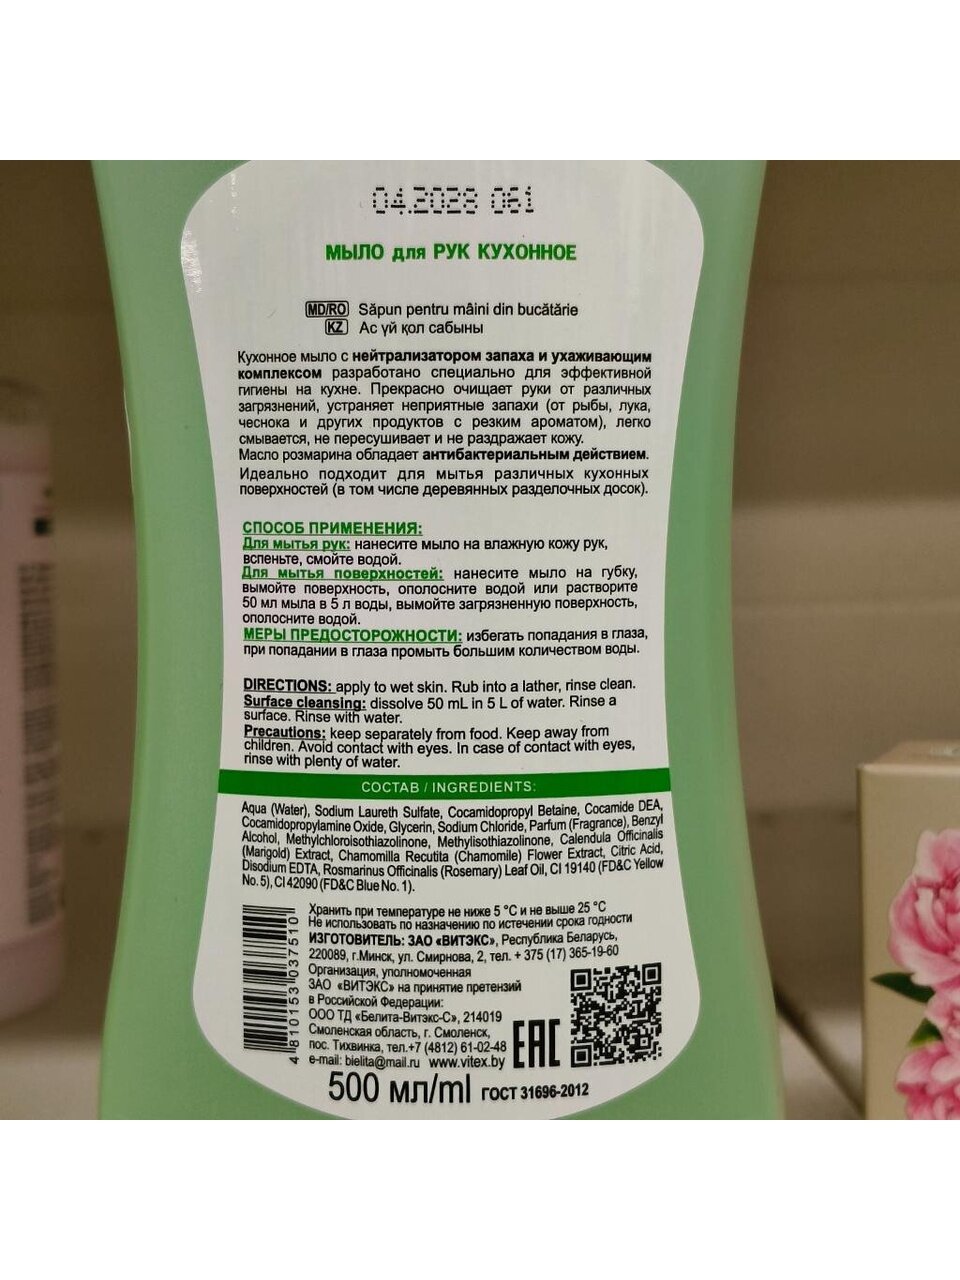 04.2028 061
МЫЛО для РУК КУХОННОЕ
MD/RO Săpun pentru mâini din bucătărie
KZ Ас үй қол сабыны
Кухонное мыло с нейтрализатором запаха и ухаживающим
комплексом разработано специально для эффективной
гигиены на кухне. Прекрасно очищает руки от различных
загрязнений, устраняет неприятные запахи (от рыбы, лука,
чеснока и других продуктов с резким ароматом), легко
смывается, не пересушивает и не раздражает кожу.
Масло розмарина обладает антибактериальным действием.
Идеально подходит для мытья различных кухонных
поверхностей (в том числе деревянных разделочных досок).
СПОСОБ ПРИМЕНЕНИЯ:
Для мытья рук: нанесите мыло на влажную кожу рук,
вспеньте, смойте водой.
Для мытья поверхностей: нанесите мыло на губку,
вымойте поверхность, ополосните водой или растворите
50 мл мыла в 5 л воды, вымойте загрязненную поверхность,
ополосните водой.
МЕРЫ ПРЕДОСТОРОЖНОСТИ: избегать попадания в глаза,
при попадании в глаза промыть большим количеством воды.
DIRECTIONS: apply to wet skin. Rub into a lather, rinse clean.
Surface cleansing: dissolve 50 mL in 5 L of water. Rinse a
surface. Rinse with water.
Precautions: keep separately from food. Keep away from
children. Avoid contact with eyes. In case of contact with eyes,
rinse with plenty of water.
СОСТАВ / INGREDIENTS:
Aqua (Water), Sodium Laureth Sulfate, Cocamidopropyl Betaine, Cocamide DEA,
Cocamidopropylamine Oxide, Glycerin, Sodium Chloride, Parfum (Fragrance), Benzyl
Alcohol, Methylchloroisothiazolinone, Methylisothiazolinone, Calendula Officinalis
(Marigold) Extract, Chamomilla Recutita (Chamomile) Flower Extract, Citric Acid,
Disodium EDTA, Rosmarinus Officinalis (Rosemary) Leaf Oil, CI 19140 (FD&C Yellow
No. 5), CI 42090 (FD&C Blue No. 1).
Хранить при температуре не ниже 5 °С и не выше 25 °С
Не использовать по назначению по истечении срока годности
ИЗГОТОВИТЕЛЬ: ЗАО «ВИТЭКС», Республика Беларусь,
220089, г.Минск, ул. Смирнова, 2, тел. + 375 (17) 365-19-60
Организация, уполномоченная
ЗАО «ВИТЭКС» на принятие претензий
в Российской Федерации:
ООО ТД «Белита-Витэкс-С», 214019
Смоленская область, г. Смоленск,
пос. Тихвинка, тел.+7 (4812) 61-02-48
e-mail: bielita@mail.ru www.vitex.by
4 810153 037510
EAC
500 мл/ml ГОСТ 31696-2012